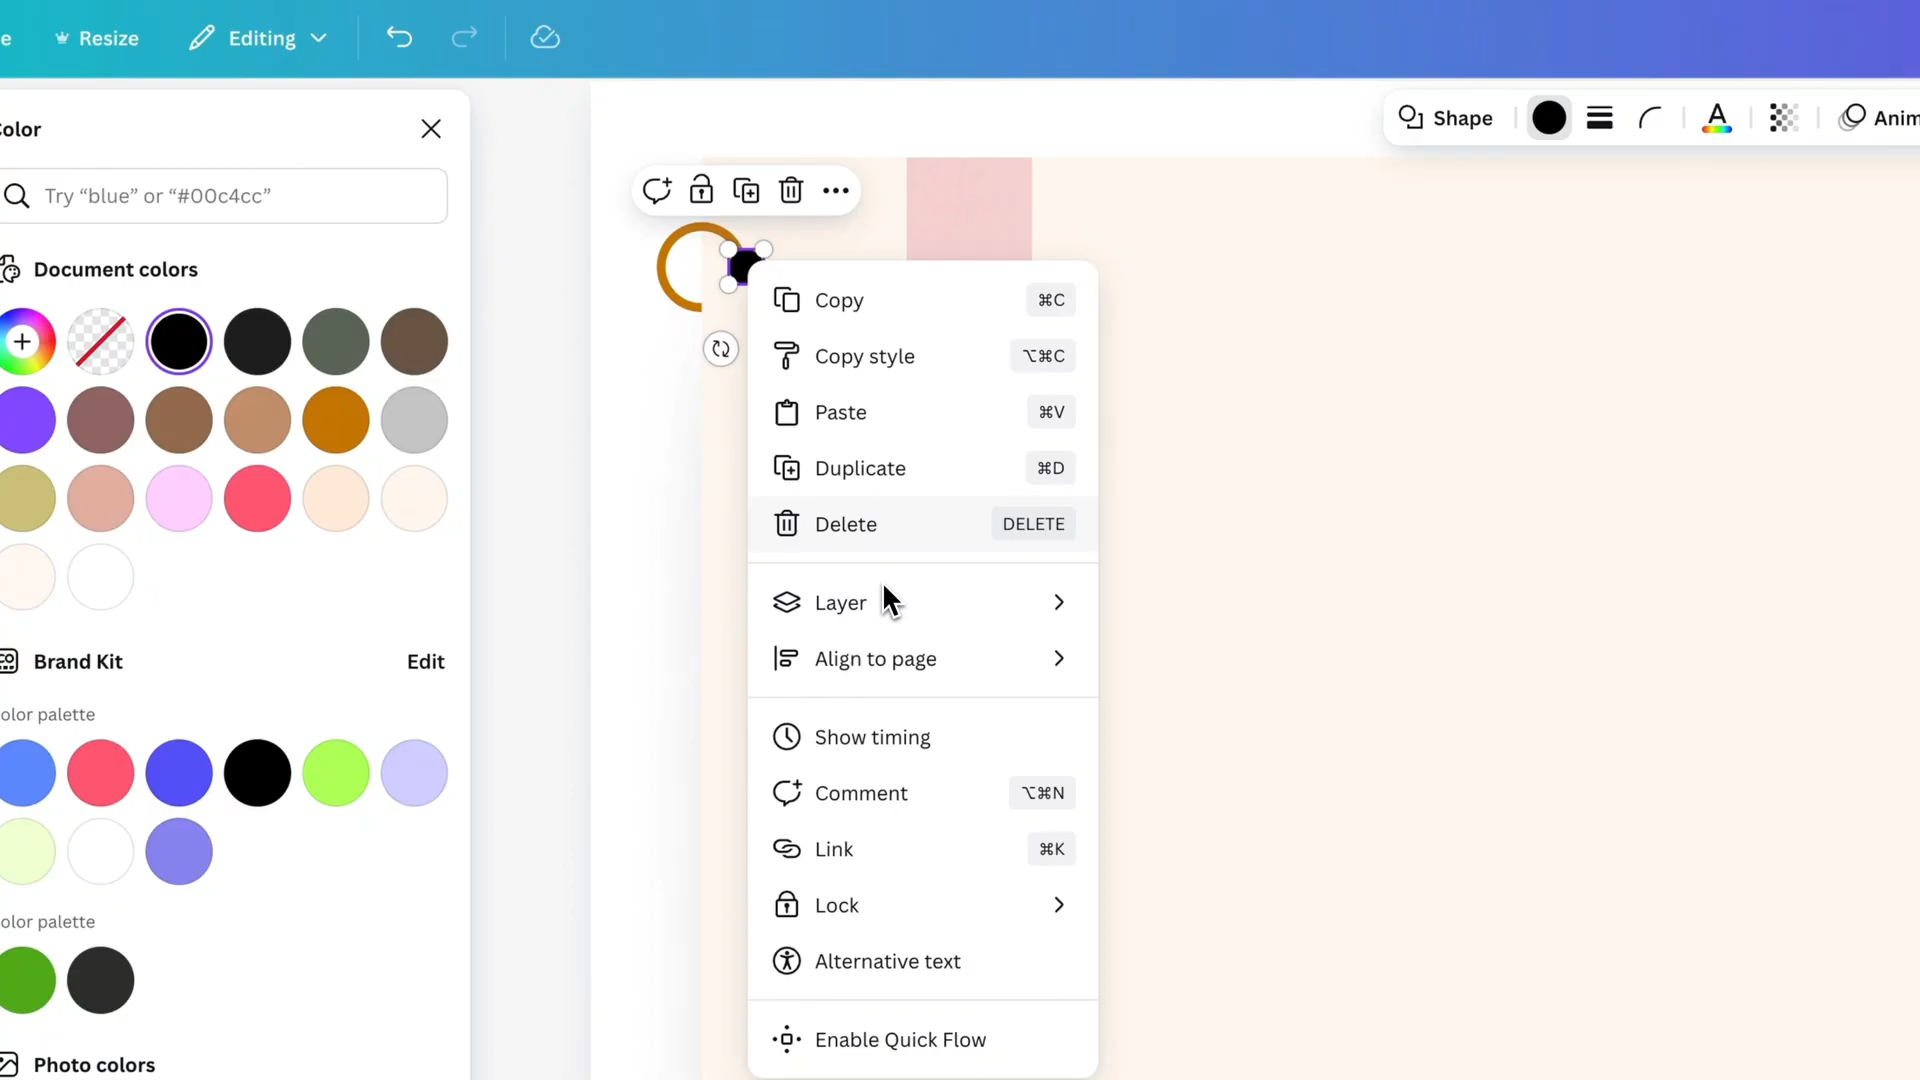 e
Resize
Editing
Color
Try “blue” or “#00c4cc”
Document colors
Brand Kit
Edit
olor palette
olor palette
Photo colors
Shape
A
Anim
Copy
⌘C
Copy style
⌥⌘C
Paste
⌘V
Duplicate
⌘D
Delete
DELETE
Layer
Align to page
Show timing
Comment
⌥⌘N
Link
⌘K
Lock
Alternative text
Enable Quick Flow